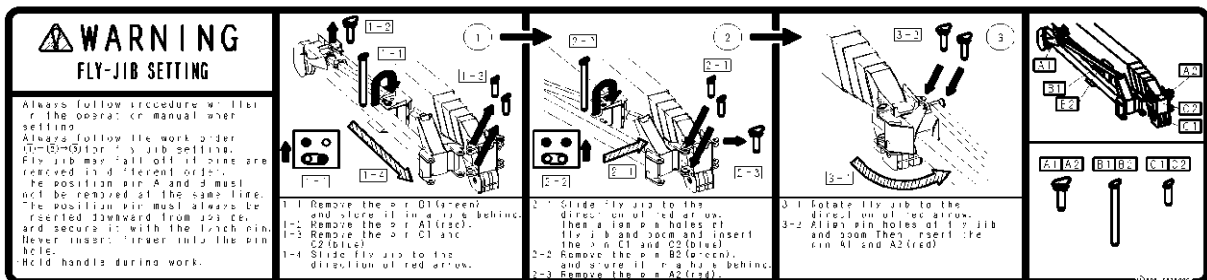 WARNING
FLY-JIB SETTING
Always follow procedure written
in the operation manual when
setting.
Always follow the work order
①→②→③for fly jib setting.
Fly jib may fall off if pins are
removed in different order.
The position pin A and B must
not be removed at the same time.
The position pin must always be
inserted downward from upside,
and secure it with the linch pin.
Never insert finger into the pin
hole.
Hold handle during work.
1-2
1-1
1-3
1
1-1
1-4
1-1 Remove the pin B1(green)
and store it in a hole behind.
1-2 Remove the pin A1(red).
1-3 Remove the pin C1 and
C2(blue)
1-4 Slide fly jib to the
direction of red arrow.
2-2
2
2-1
2-2
2-1
2-3
2-1 Slide fly jib to the
direction of red arrow.
Then align pin holes of
fly jib and boom and insert
the pin C1 and C2(blue)
2-2 Remove the pin B2(green),
and store it in a hole behind.
2-3 Remove the pin A2(red).
3-2
3
3-1
3-1 Rotate fly jib to the
direction of red arrow.
3-2 Align pin holes of fly jib
and boom Then insert the
pin A1 and A2(red)
A1
B1
B2
A2
C2
C1
A1 A2 B1 B2 C1 C2